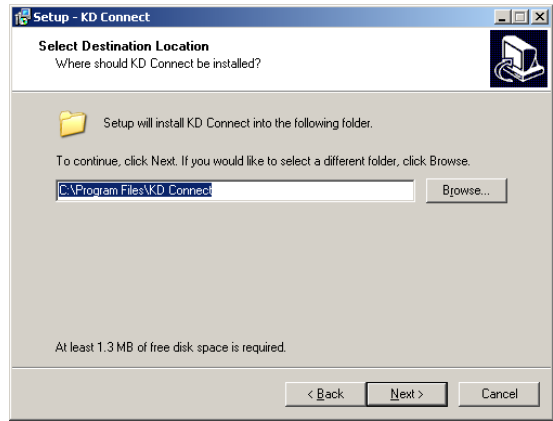 Setup - KD Connect
Select Destination Location
Where should KD Connect be installed?
Setup will install KD Connect into the following folder.
To continue, click Next. If you would like to select a different folder, click Browse.
C:\Program Files\KD Connect
Browse...
At least 1.3 MB of free disk space is required.
< Back
Next >
Cancel